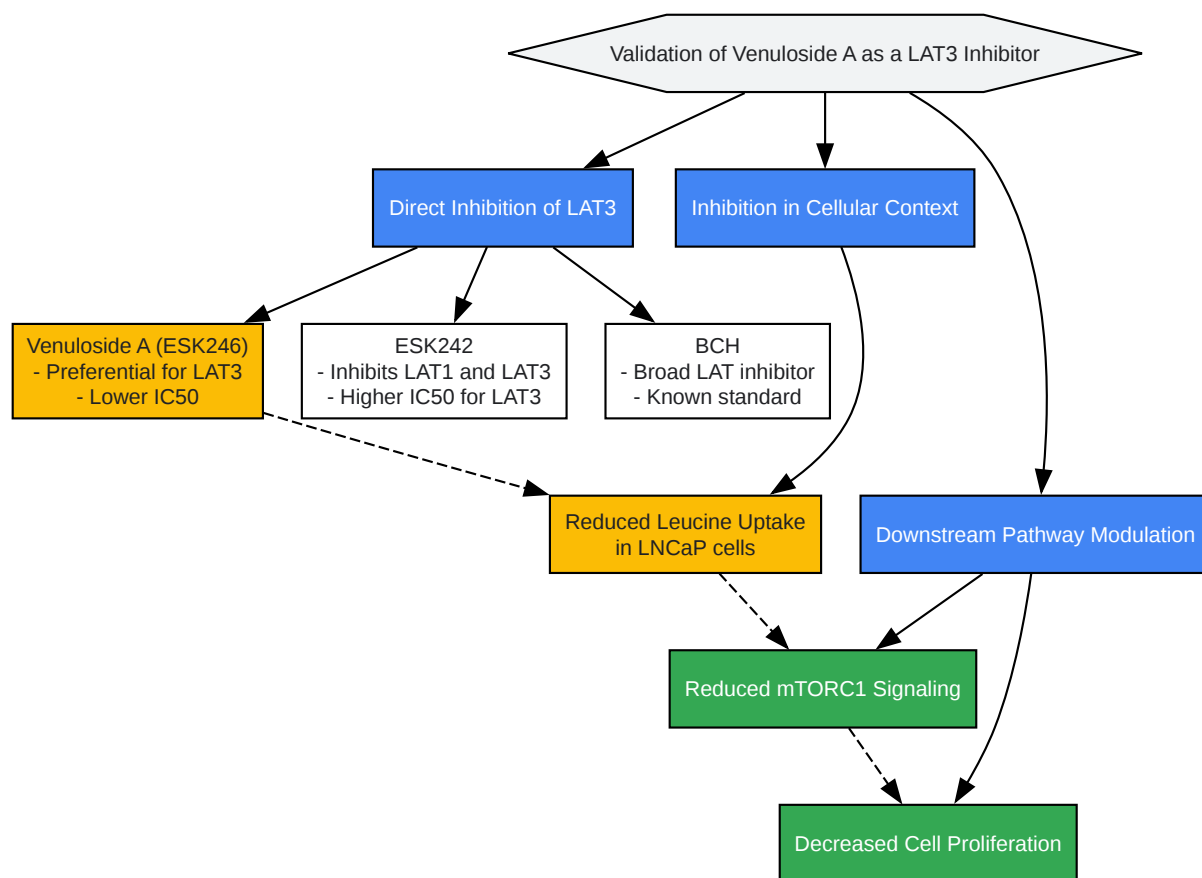 Validation of Venuloside A as a LAT3 Inhibitor
Direct Inhibition of LAT3
Inhibition in Cellular Context
Venuloside A (ESK246)
- Preferential for LAT3
- Lower IC50
ESK242
- Inhibits LAT1 and LAT3
- Higher IC50 for LAT3
BCH
- Broad LAT inhibitor
- Known standard
Reduced Leucine Uptake
in LNCaP cells
Downstream Pathway Modulation
Reduced mTORC1 Signaling
Decreased Cell Proliferation